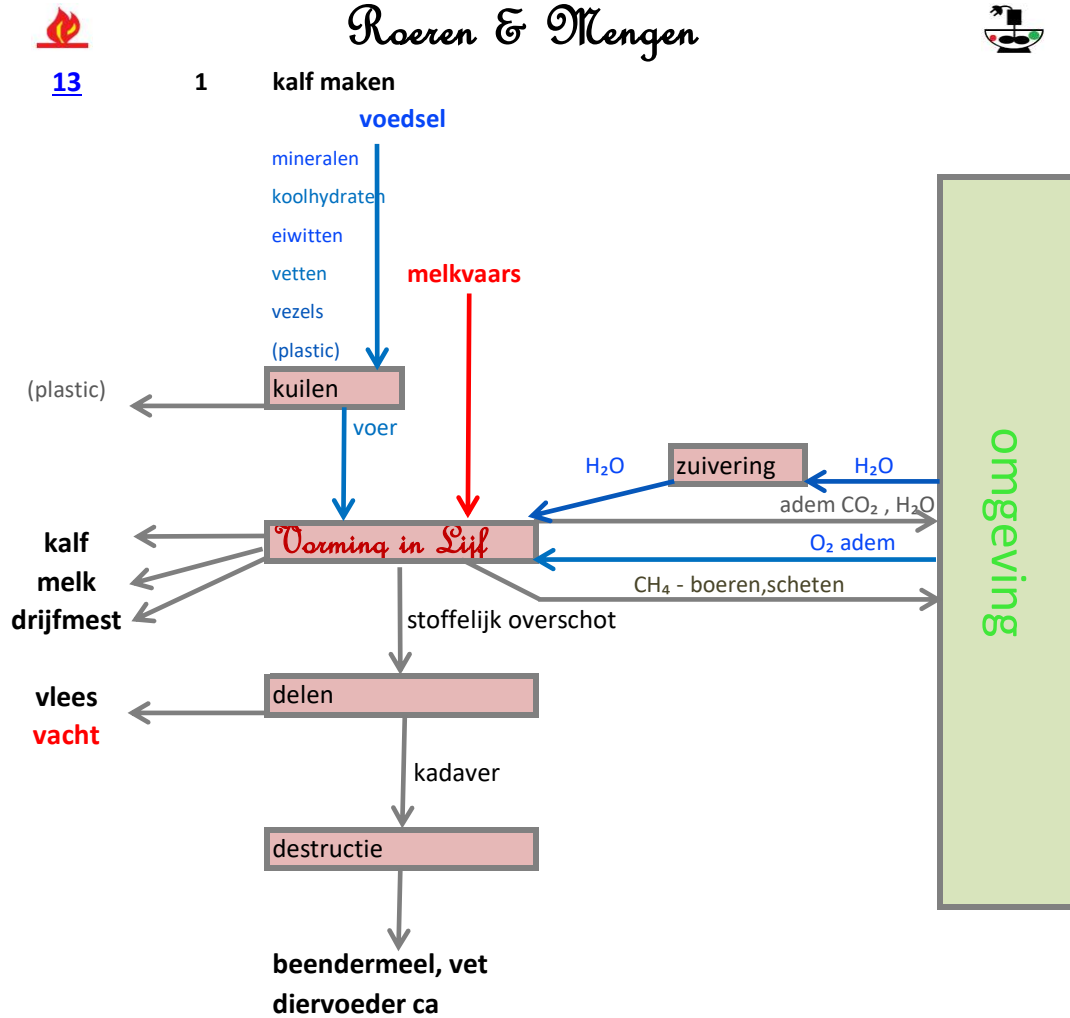 Roeren & Mengen
13 1 kalf maken
voedsel
mineralen
koolhydraten
eiwitten
vetten
melkvaars
vezels
(plastic)
(plastic)
kuilen
voer
H₂O
zuivering
H₂O
adem CO₂ , H₂O
Vorming in Lijf
kalf
O₂ adem
melk
CH₄ - boeren,scheten
drijfmest
stoffelijk overschot
omgeving
delen
vlees
vacht
kadaver
destructie
beendermeel, vet
diervoeder ca